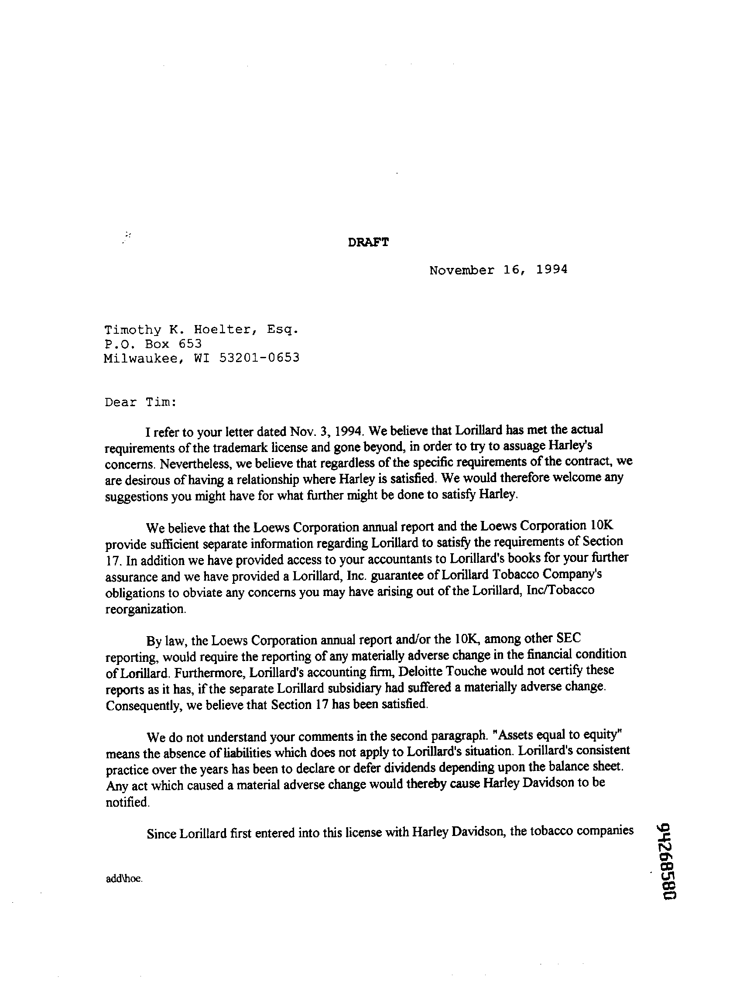 DRAFT
November 16, 1994
Timothy K. Hoelter, Esq.
P.O. Box 653
Milwaukee, WI 53201-0653
Dear Tim:
I refer to your letter dated Nov. 3, 1994. We believe that Lorillard has met the actual
requirements of the trademark license and gone beyond, in order to try to assuage Harley's
concerns. Nevertheless, we believe that regardless of the specific requirements of the contract, we
are desirous of having a relationship where Harley is satisfied. We would therefore welcome any
suggestions you might have for what further might be done to satisfy Harley.
We believe that the Loews Corporation annual report and the Loews Corporation 10K
provide sufficient separate information regarding Lorillard to satisfy the requirements of Section
17. In addition we have provided access to your accountants to Lorillard's books for your further
assurance and we have provided a Lorillard, Inc. guarantee of Lorillard Tobacco Company's
obligations to obviate any concerns you may have arising out of the Lorillard, Inc/Tobacco
reorganization.
By law, the Loews Corporation annual report and/or the 10K, among other SEC
reporting, would require the reporting of any materially adverse change in the financial condition
of Lorillard. Furthermore, Lorillard's accounting firm, Deloitte Touche would not certify these
reports as it has, if the separate Lorillard subsidiary had suffered a materially adverse change.
Consequently, we believe that Section 17 has been satisfied.
We do not understand your comments in the second paragraph. "Assets equal to equity"
means the absence of liabilities which does not apply to Lorillard's situation. Lorillard's consistent
practice over the years has been to declare or defer dividends depending upon the balance sheet.
Any act which caused a material adverse change would thereby cause Harley Davidson to be
notified.
Since Lorillard first entered into this license with Harley Davidson, the tobacco companies
add\hoe.
94268580